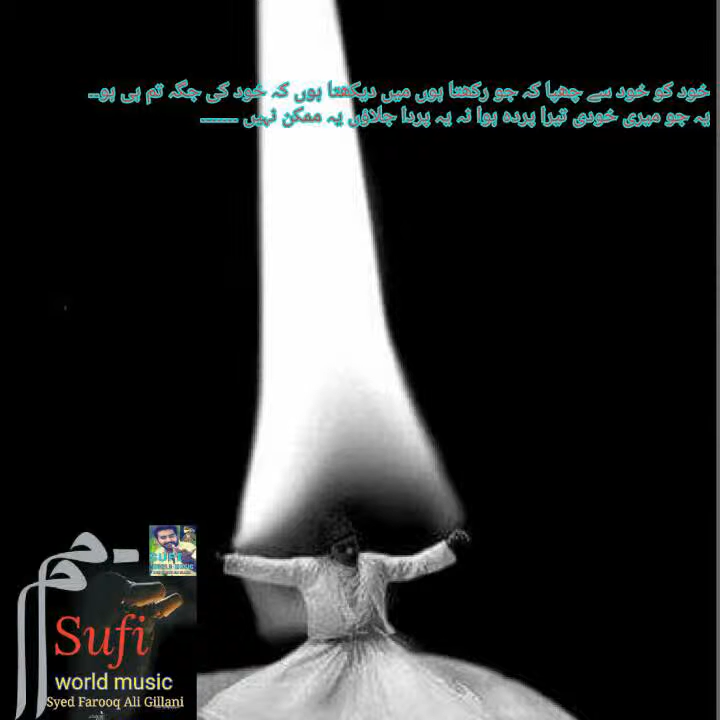 خود کو خود سے چھپا کہ جو رکھتا ہوں میں دیکھتا ہوں کہ خود کی جگہ تم ہی ہو۔۔
یہ جو میری خودی تیرا پردہ ہوا نہ یہ پردا جلاؤں یہ ممکن نہیں ۔۔۔۔۔۔
Sufi
world music
Syed Farooq Ali Gillani